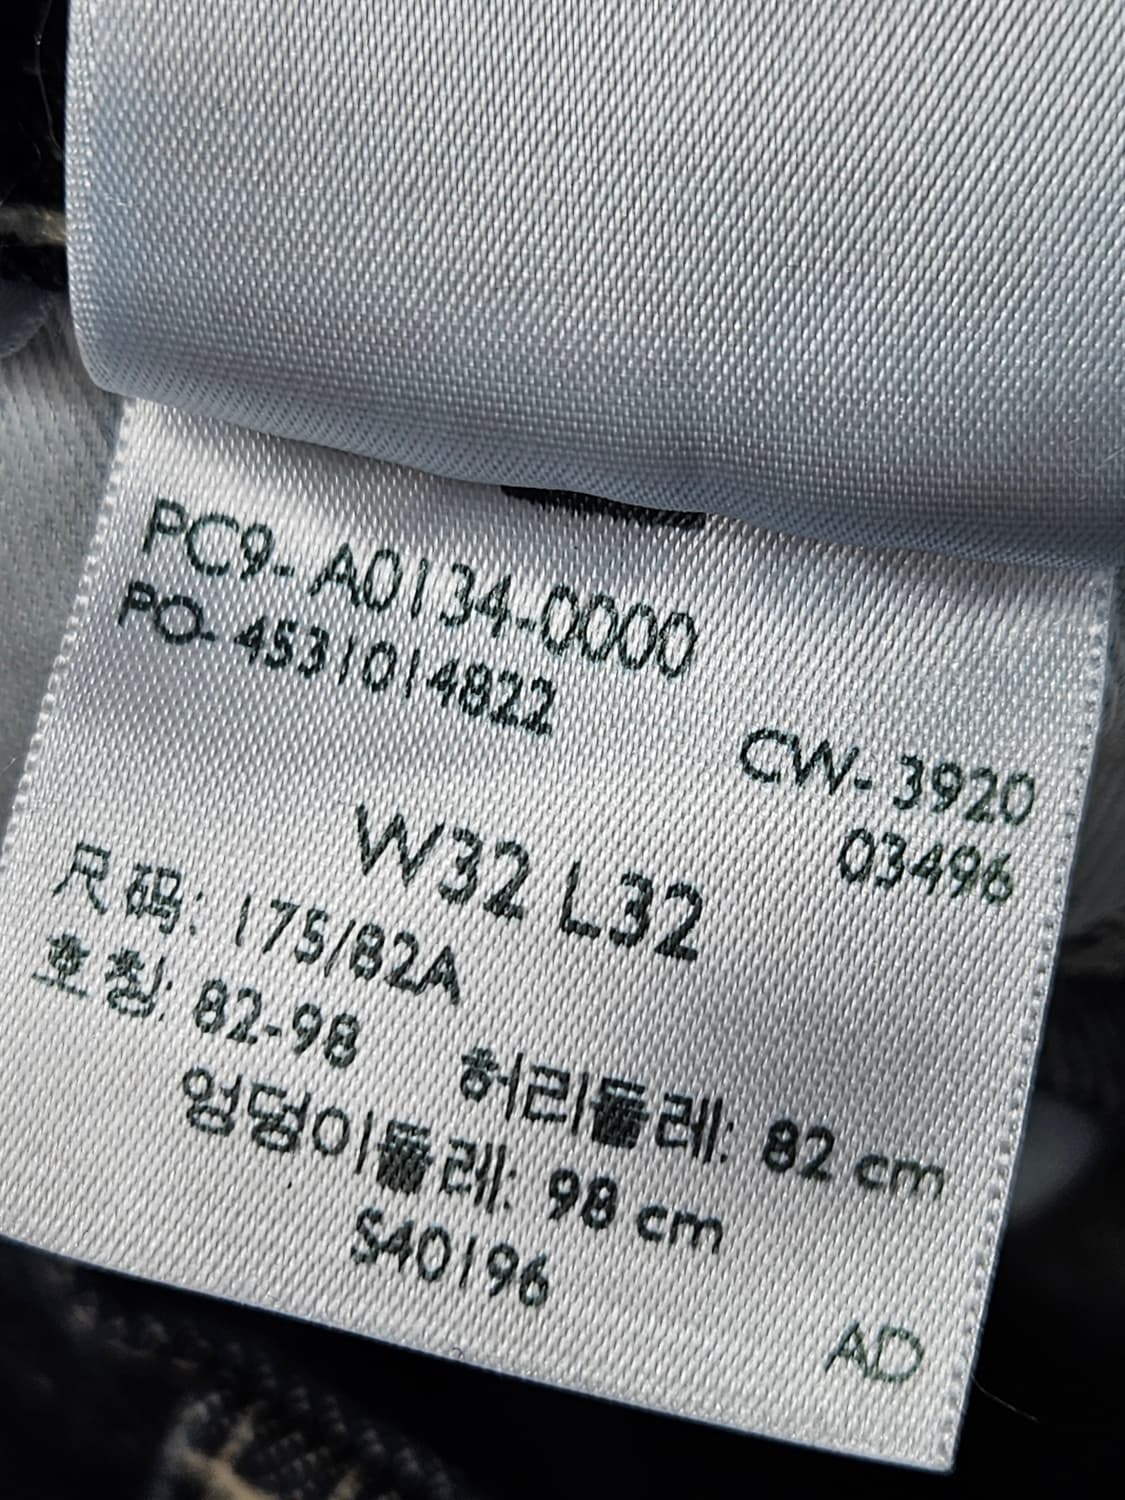 PC9- A0134-0000
PO- 4531014822
CW- 3920
03496
W32 L32
尺码: 175/82A
호칭: 82-98 허리둘레: 82 cm
엉덩이둘레: 98 cm
S40196
AD